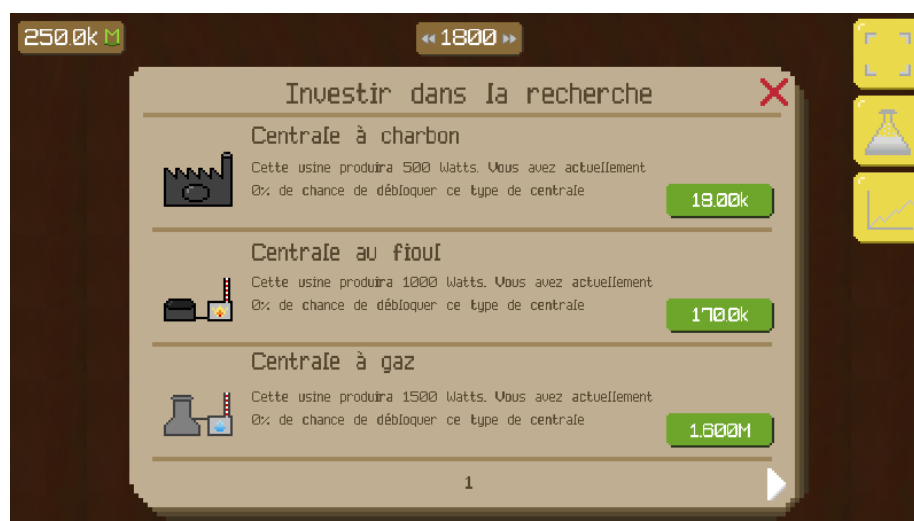 250.0k M
1800
Investir dans la recherche
Centrale à charbon
Cette usine produira 500 Watts. Vous avez actuellement
0% de chance de débloquer ce type de centrale
18.00k
Centrale au fioul
Cette usine produira 1000 Watts. Vous avez actuellement
0% de chance de débloquer ce type de centrale
170.0k
Centrale à gaz
Cette usine produira 1500 Watts. Vous avez actuellement
0% de chance de débloquer ce type de centrale
1.600M
1